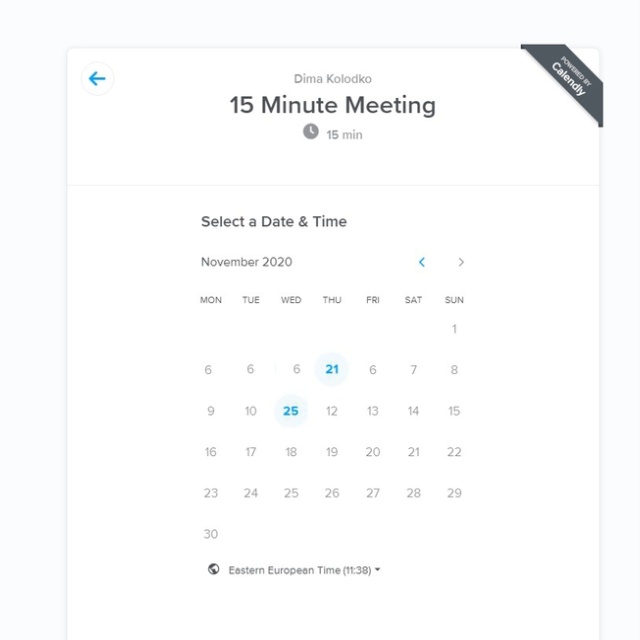 POWERED BY
Calendly
Dima Kolodko
15 Minute Meeting
15 min
Select a Date & Time
November 2020
MON TUE WED THU FRI SAT SUN
1
6 6 6 21 6 7 8
9 10 25 12 13 14 15
16 17 18 19 20 21 22
23 24 25 26 27 28 29
30
Eastern European Time (11:38)